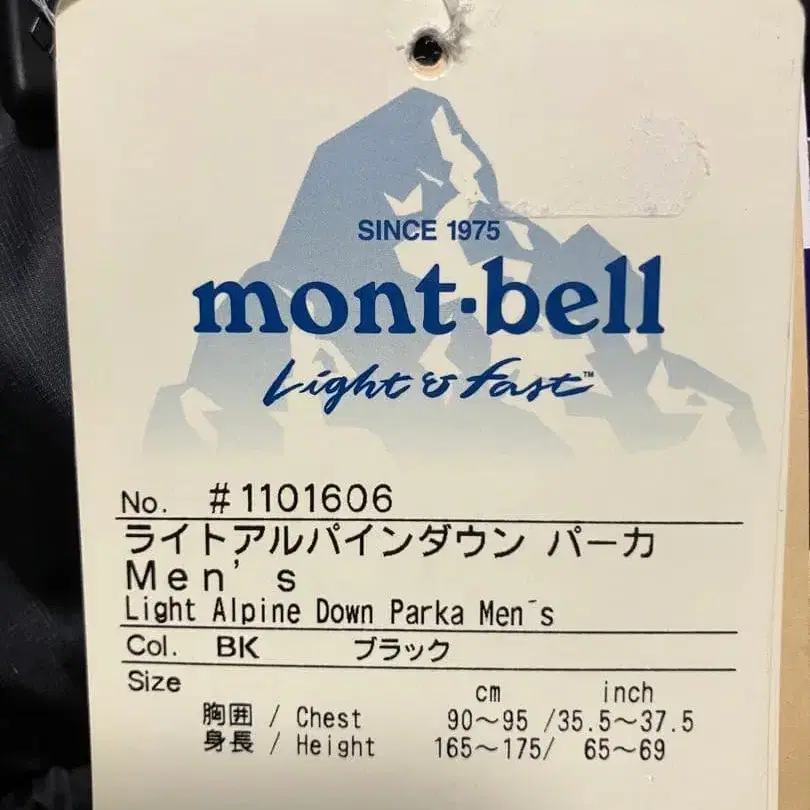 SINCE 1975
mont·bell
Light & Fast™
No. #1101606
ライトアルパインダウン パーカ
Men's
Light Alpine Down Parka Men´s
Col. BK ブラック
Size
cm inch
胸囲 / Chest 90〜95 /35.5〜37.5
身長 / Height 165〜175/ 65〜69